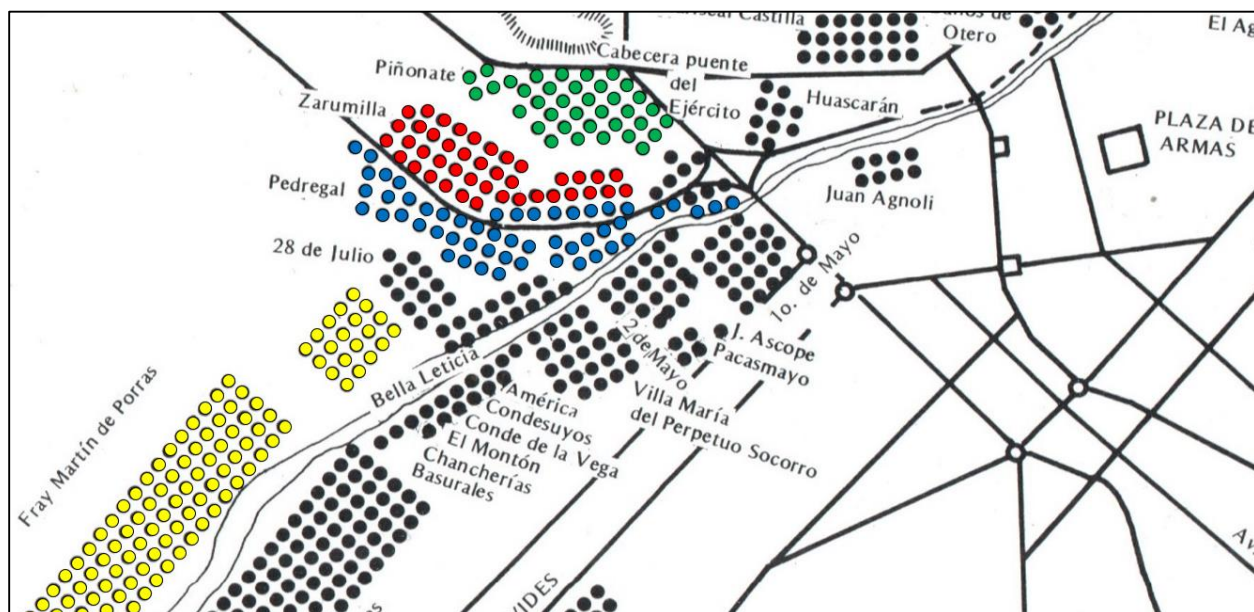 Castilla
Otero
El
Cabecera puente
del
Ejército
Piñonate
Zarumilla
Huascarán
PLAZA DE
ARMAS
Pedregal
Juan Agnoli
28 de Julio
1o. de Mayo
2 de Mayo
J. Ascope
Pacasmayo
Bella Leticia
Villa María
del Perpetuo Socorro
América
Condesuyos
Conde de la Vega
El Montón
Chancherías
Basurales
Fray Martín de Porras